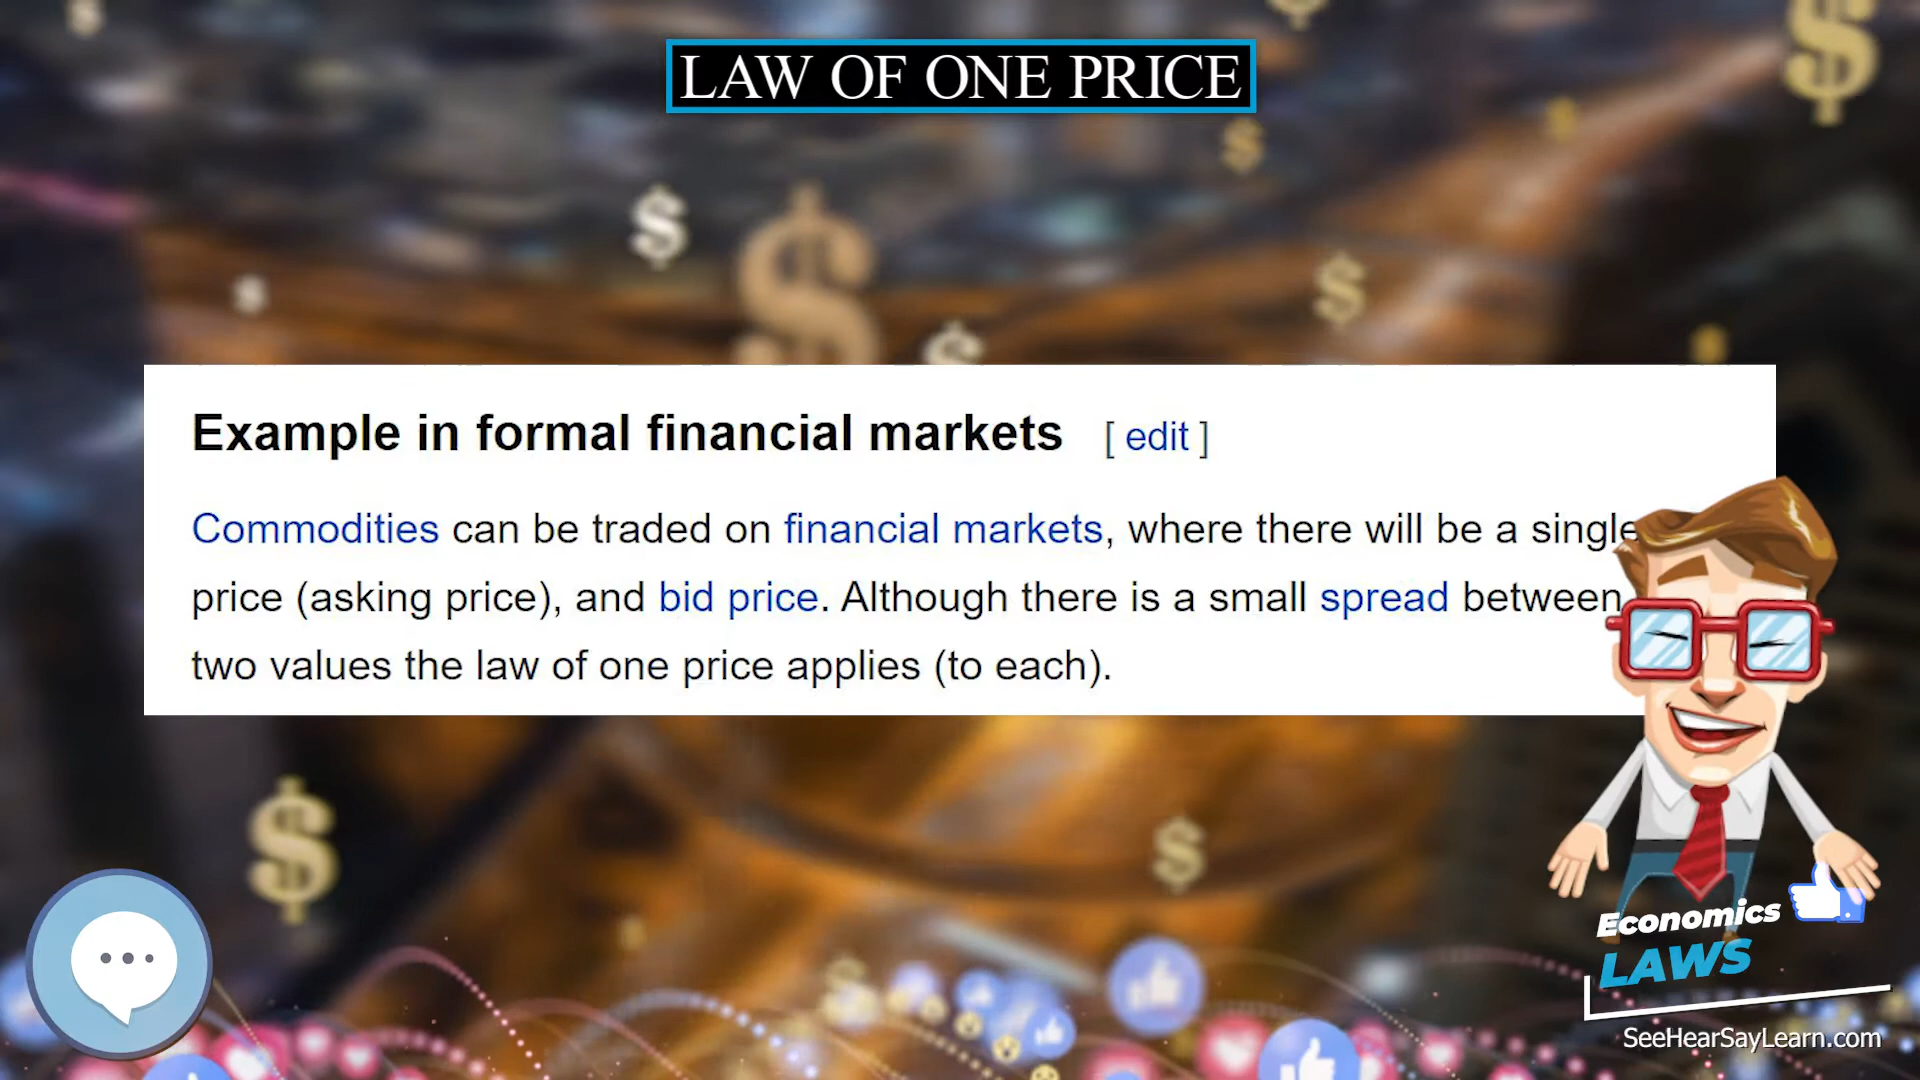 LAW OF ONE PRICE
Example in formal financial markets [ edit ]
Commodities can be traded on financial markets, where there will be a single
price (asking price), and bid price. Although there is a small spread between
two values the law of one price applies (to each).
Economics
LAWS
SeeHearSayLearn.com